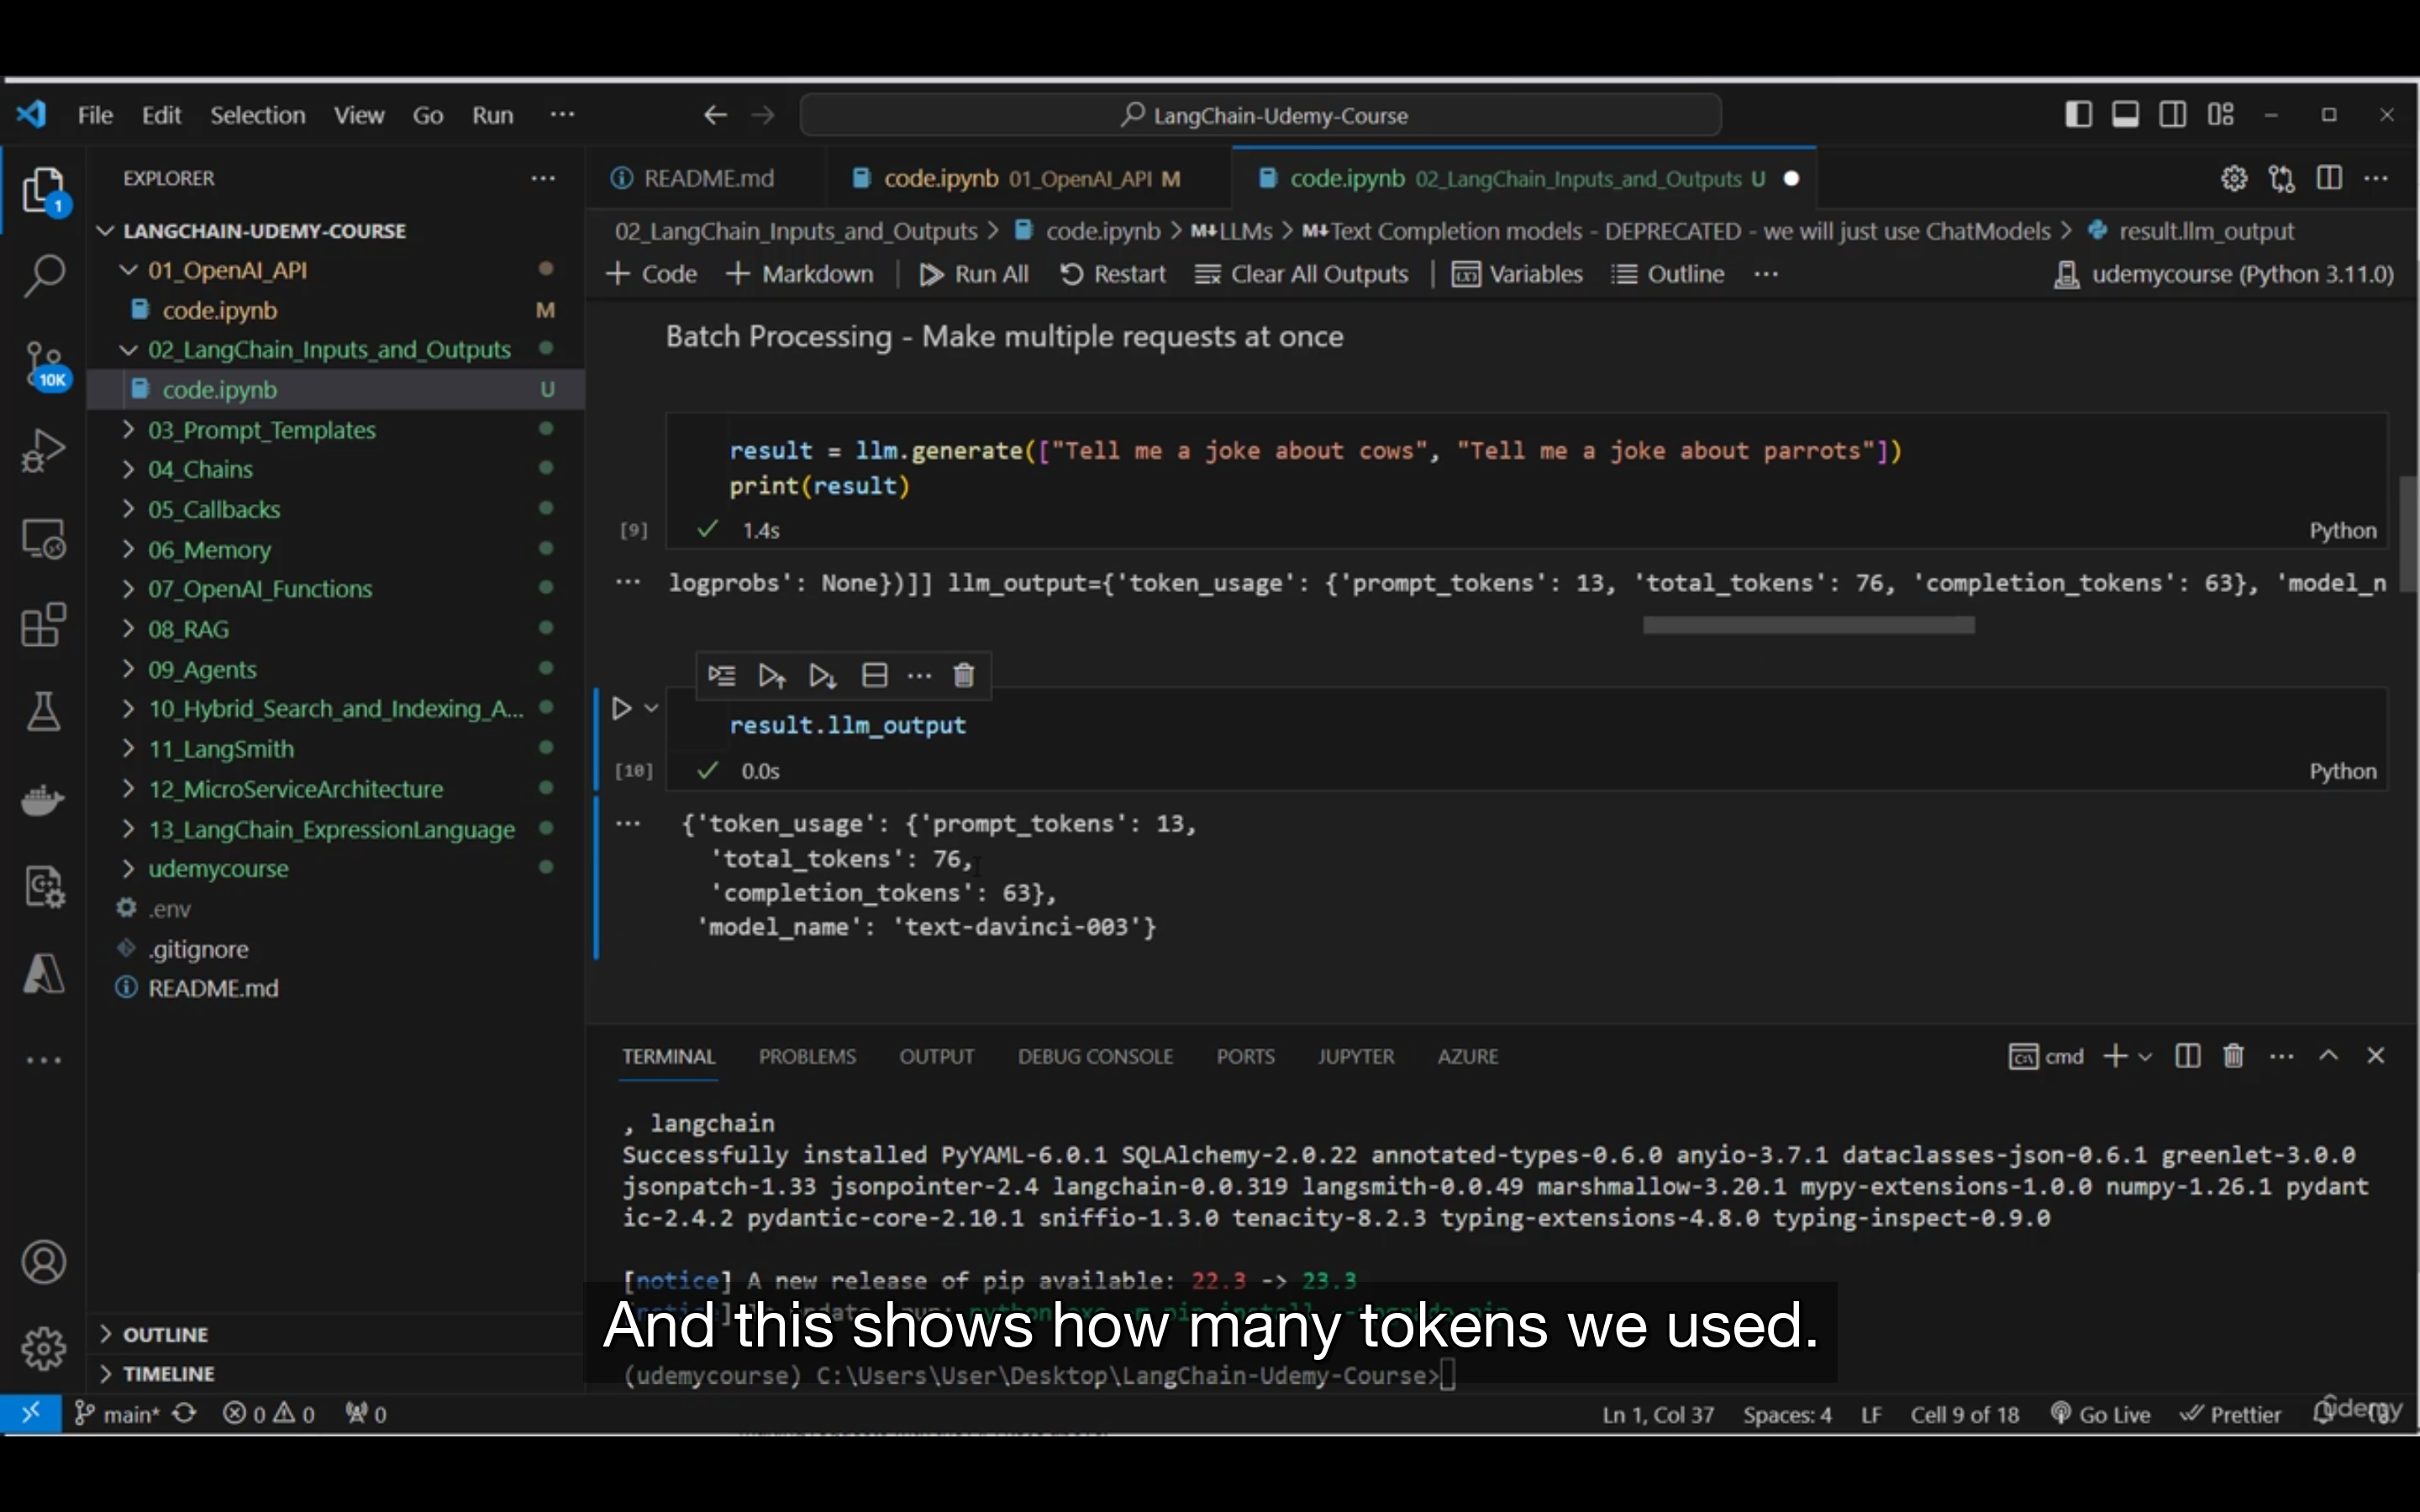 File Edit Selection View Go Run ···
LangChain-Udemy-Course
EXPLORER ···
LANGCHAIN-UDEMY-COURSE
01_OpenAI_API
code.ipynb M
02_LangChain_Inputs_and_Outputs
code.ipynb U
03_Prompt_Templates
04_Chains
05_Callbacks
06_Memory
07_OpenAI_Functions
08_RAG
09_Agents
10_Hybrid_Search_and_Indexing_A...
11_LangSmith
12_MicroServiceArchitecture
13_LangChain_ExpressionLanguage
udemycourse
.env
.gitignore
README.md
OUTLINE
TIMELINE
1
10K
README.md code.ipynb 01_OpenAI_API M code.ipynb 02_LangChain_Inputs_and_Outputs U
02_LangChain_Inputs_and_Outputs > code.ipynb > M↓LLMs > M↓Text Completion models - DEPRECATED - we will just use ChatModels > result.llm_output
+ Code + Markdown | Run All Restart Clear All Outputs | Variables Outline ··· udemycourse (Python 3.11.0)
Batch Processing - Make multiple requests at once
result = llm.generate(["Tell me a joke about cows", "Tell me a joke about parrots"])
print(result)
[9] ✓ 1.4s Python
··· logprobs': None})]] llm_output={'token_usage': {'prompt_tokens': 13, 'total_tokens': 76, 'completion_tokens': 63}, 'model_n
result.llm_output
[10] ✓ 0.0s Python
··· {'token_usage': {'prompt_tokens': 13,
'total_tokens': 76,
'completion_tokens': 63},
'model_name': 'text-davinci-003'}
TERMINAL PROBLEMS OUTPUT DEBUG CONSOLE PORTS JUPYTER AZURE cmd
, langchain
Successfully installed PyYAML-6.0.1 SQLAlchemy-2.0.22 annotated-types-0.6.0 anyio-3.7.1 dataclasses-json-0.6.1 greenlet-3.0.0
jsonpatch-1.33 jsonpointer-2.4 langchain-0.0.319 langsmith-0.0.49 marshmallow-3.20.1 mypy-extensions-1.0.0 numpy-1.26.1 pydant
ic-2.4.2 pydantic-core-2.10.1 sniffio-1.3.0 tenacity-8.2.3 typing-extensions-4.8.0 typing-inspect-0.9.0
[notice] A new release of pip available: 22.3 -> 23.3
And this shows how many tokens we used.
(udemycourse) C:\Users\User\Desktop\LangChain-Udemy-Course>
main* 0 0 0 Ln 1, Col 37 Spaces: 4 LF Cell 9 of 18 Go Live Prettier
Udemy